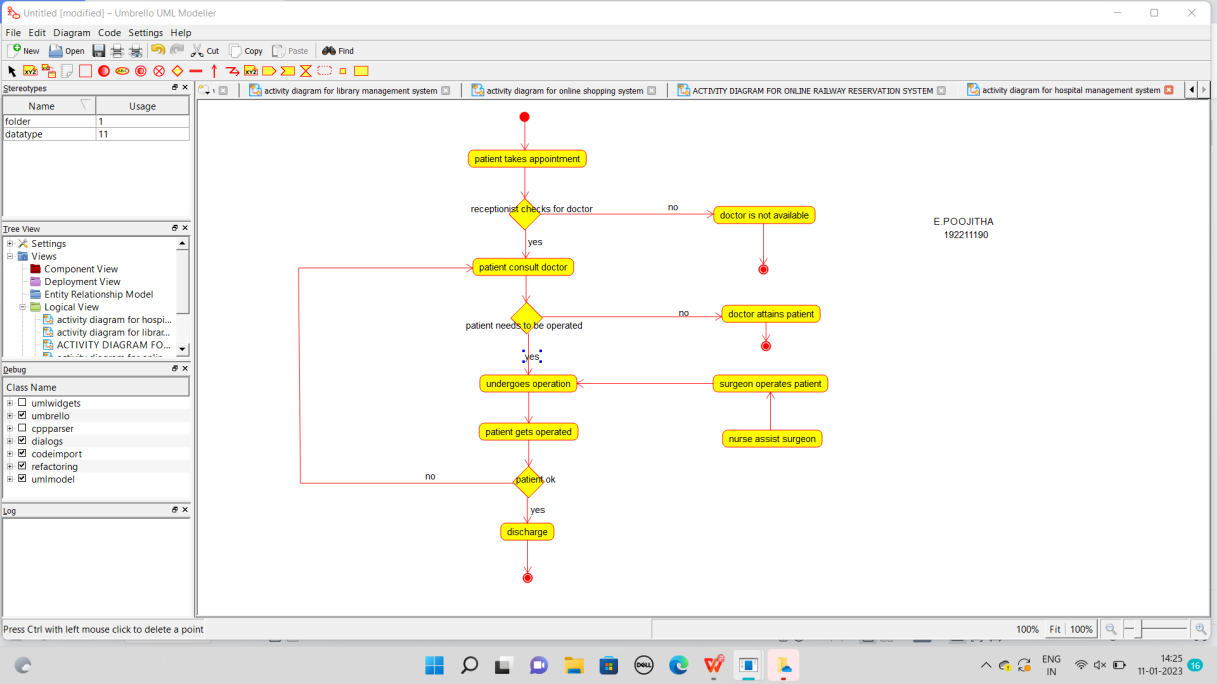 Untitled [modified] – Umbrello UML Modeller
File Edit Diagram Code Settings Help
New Open Cut Copy Paste Find
Stereotypes
activity diagram for library management system
activity diagram for online shopping system
ACTIVITY DIAGRAM FOR ONLINE RAILWAY RESERVATION SYSTEM
activity diagram for hospital management system
Name Usage
folder 1
datatype 11
Tree View
Settings
Views
Component View
Deployment View
Entity Relationship Model
Logical View
activity diagram for hospi...
activity diagram for librar...
ACTIVITY DIAGRAM FO...
Debug
Class Name
umlwidgets
umbrello
cppparser
dialogs
codeimport
refactoring
umlmodel
Log
patient takes appointment
receptionist checks for doctor
no
doctor is not available
yes
patient consult doctor
patient needs to be operated
no
doctor attains patient
yes
undergoes operation
surgeon operates patient
patient gets operated
nurse assist surgeon
patient ok
no
yes
discharge
E.POOJITHA
192211190
Press Ctrl with left mouse click to delete a point
100% Fit 100%
DELL
ENG
IN
14:25
11-01-2023
16